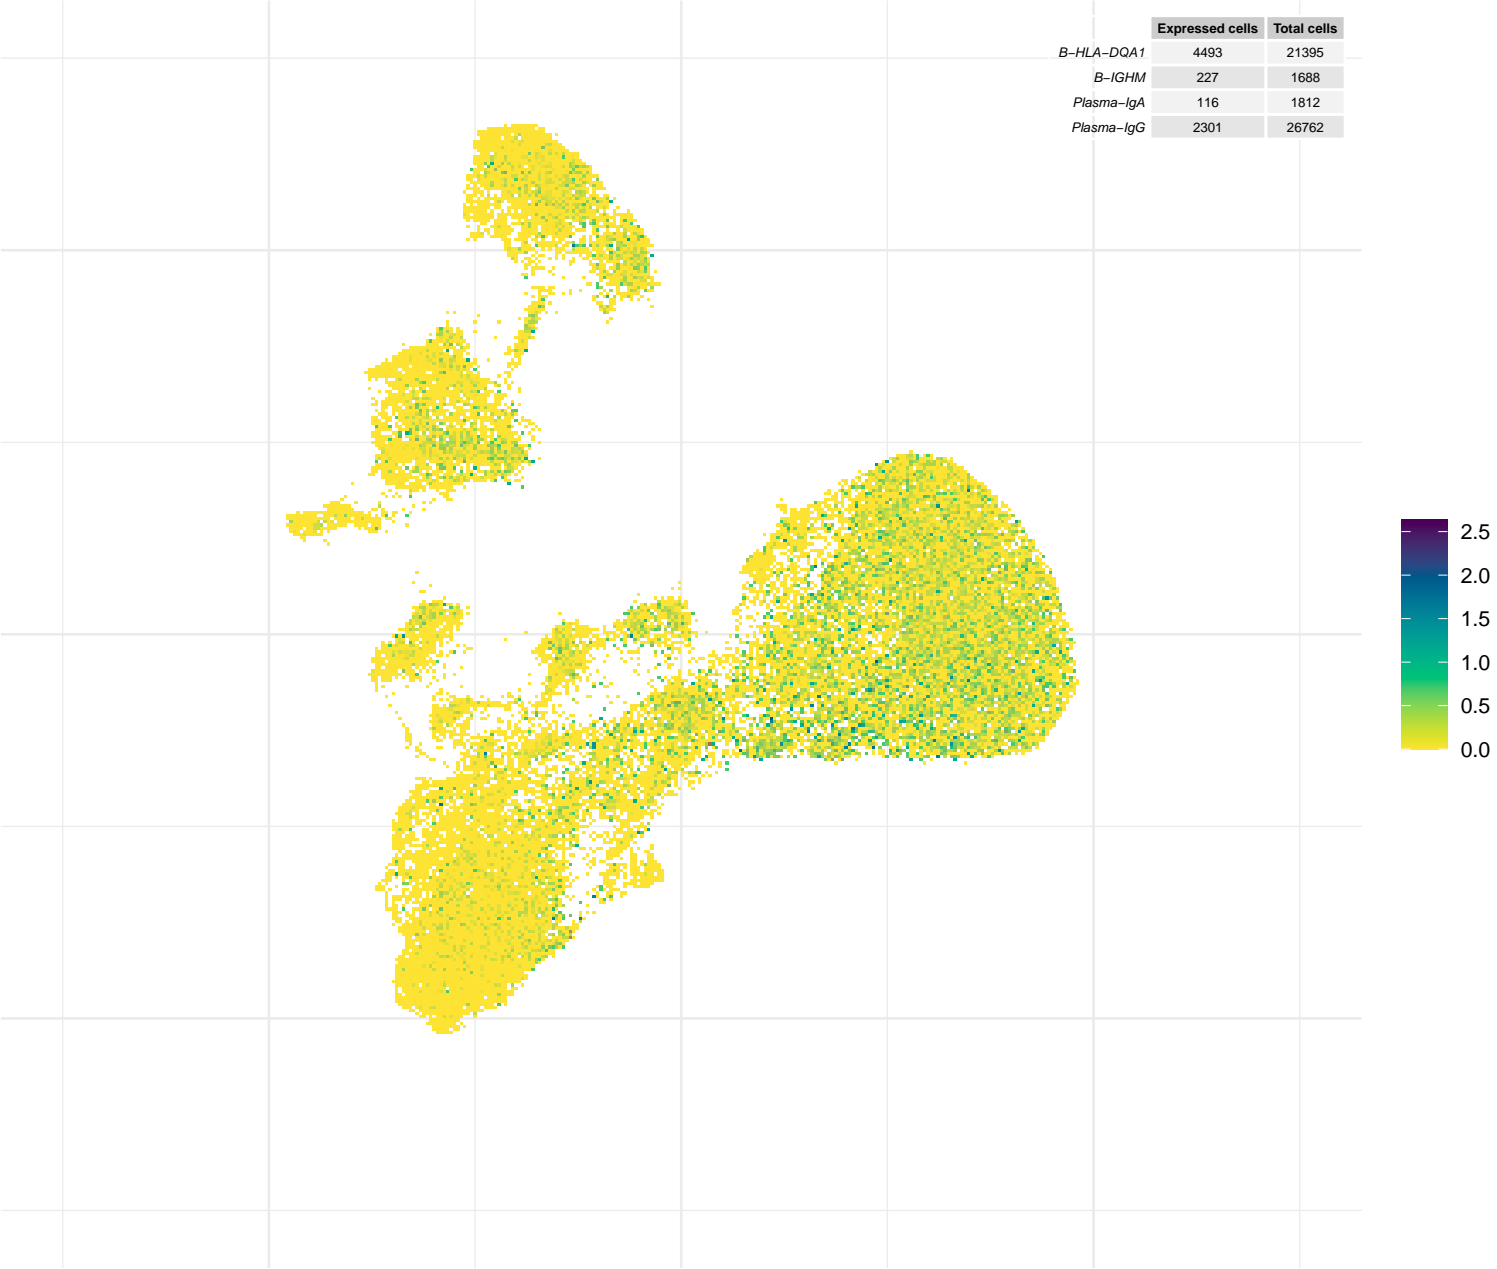 Expressed cells Total cells
B−HLA−DQA1 4493 21395
B−IGHM 227 1688
Plasma−IgA 116 1812
Plasma−IgG 2301 26762
2.5
2.0
1.5
1.0
0.5
0.0